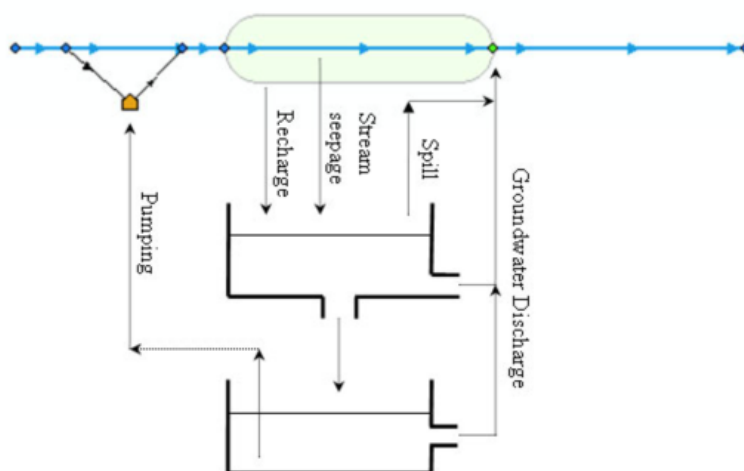 Recharge
Stream
seepage
Spill
Groundwater Discharge
Pumping